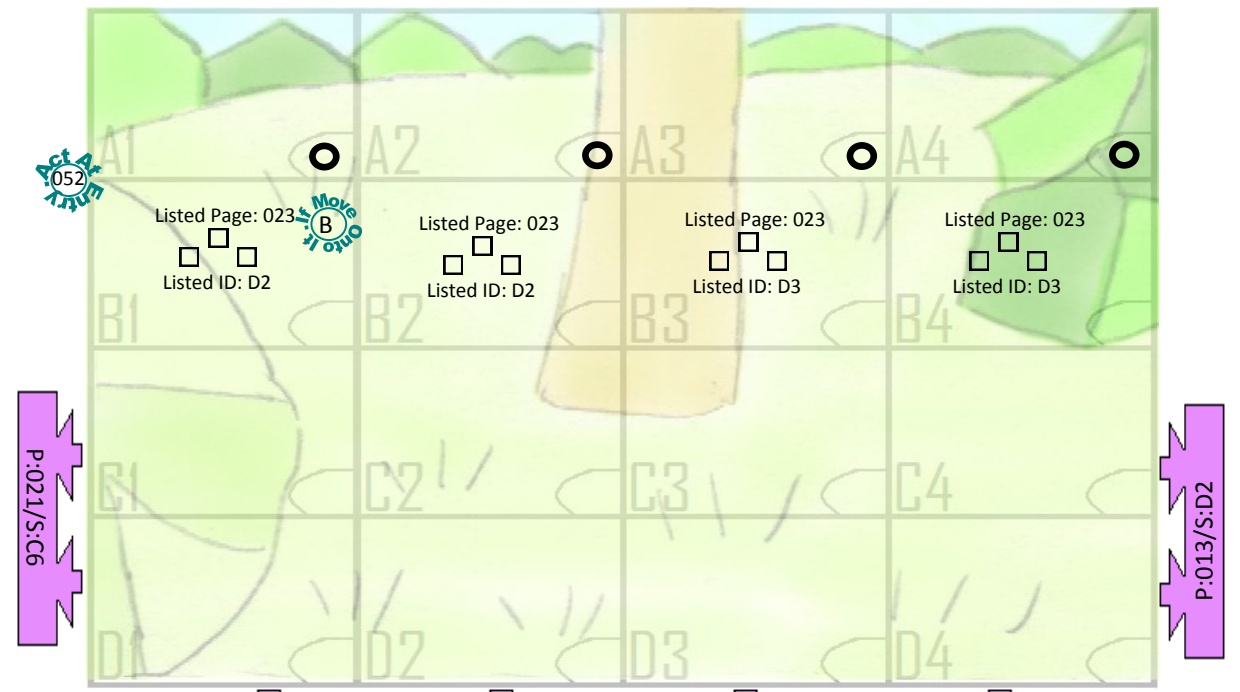 A1
A2
A3
A4
Act At Entry.
052
Listed Page: 023
Listed ID: D2
If Move Onto It.
B
Listed Page: 023
Listed ID: D2
Listed Page: 023
Listed ID: D3
Listed Page: 023
Listed ID: D3
B1
B2
B3
B4
P:021/S:C6
C1
C2
C3
C4
P:013/S:D2
D1
D2
D3
D4